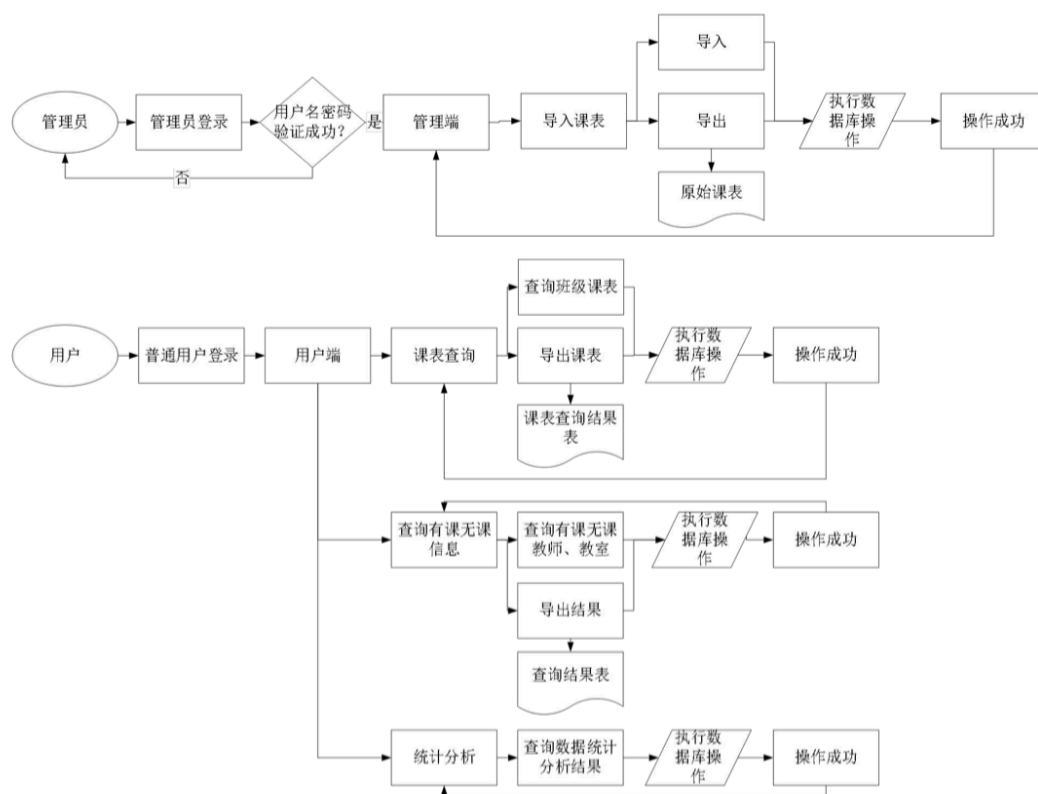 导入
管理员
管理员登录
用户名密码
验证成功？
是
管理端
导入课表
导出
执行数
据库操
作
操作成功
否
原始课表
查询班级课表
用户
普通用户登录
用户端
课表查询
导出课表
执行数
据库操
作
操作成功
课表查询结果
表
查询有课无课
信息
查询有课无课
教师、教室
执行数
据库操
作
操作成功
导出结果
查询结果表
统计分析
查询数据统计
分析结果
执行数
据库操
作
操作成功